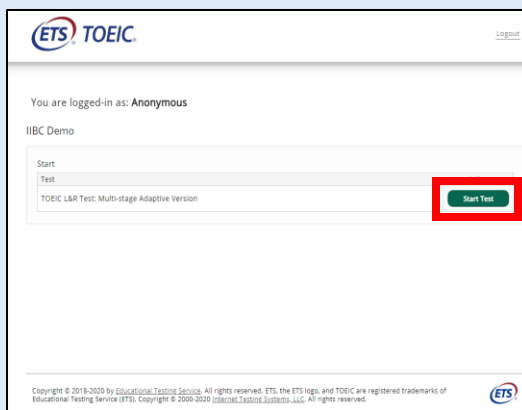 ETS TOEIC.
Logout
You are logged-in as: Anonymous
IIBC Demo
Start
Test
TOEIC L&R Test: Multi-stage Adaptive Version
Start Test
Copyright © 2018-2020 by Educational Testing Service. All rights reserved. ETS, the ETS logo, and TOEIC are registered trademarks of
Educational Testing Service (ETS). Copyright © 2000-2020 Internet Testing Systems, LLC. All rights reserved.
ETS